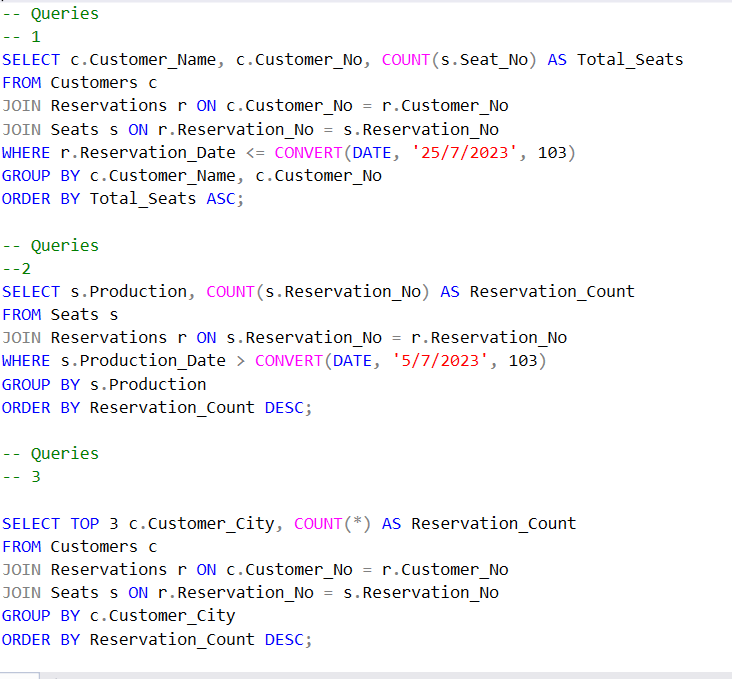 -- Queries
-- 1
SELECT c.Customer_Name, c.Customer_No, COUNT(s.Seat_No) AS Total_Seats
FROM Customers c
JOIN Reservations r ON c.Customer_No = r.Customer_No
JOIN Seats s ON r.Reservation_No = s.Reservation_No
WHERE r.Reservation_Date <= CONVERT(DATE, '25/7/2023', 103)
GROUP BY c.Customer_Name, c.Customer_No
ORDER BY Total_Seats ASC;
-- Queries
--2
SELECT s.Production, COUNT(s.Reservation_No) AS Reservation_Count
FROM Seats s
JOIN Reservations r ON s.Reservation_No = r.Reservation_No
WHERE s.Production_Date > CONVERT(DATE, '5/7/2023', 103)
GROUP BY s.Production
ORDER BY Reservation_Count DESC;
-- Queries
-- 3
SELECT TOP 3 c.Customer_City, COUNT(*) AS Reservation_Count
FROM Customers c
JOIN Reservations r ON c.Customer_No = r.Customer_No
JOIN Seats s ON r.Reservation_No = s.Reservation_No
GROUP BY c.Customer_City
ORDER BY Reservation_Count DESC;